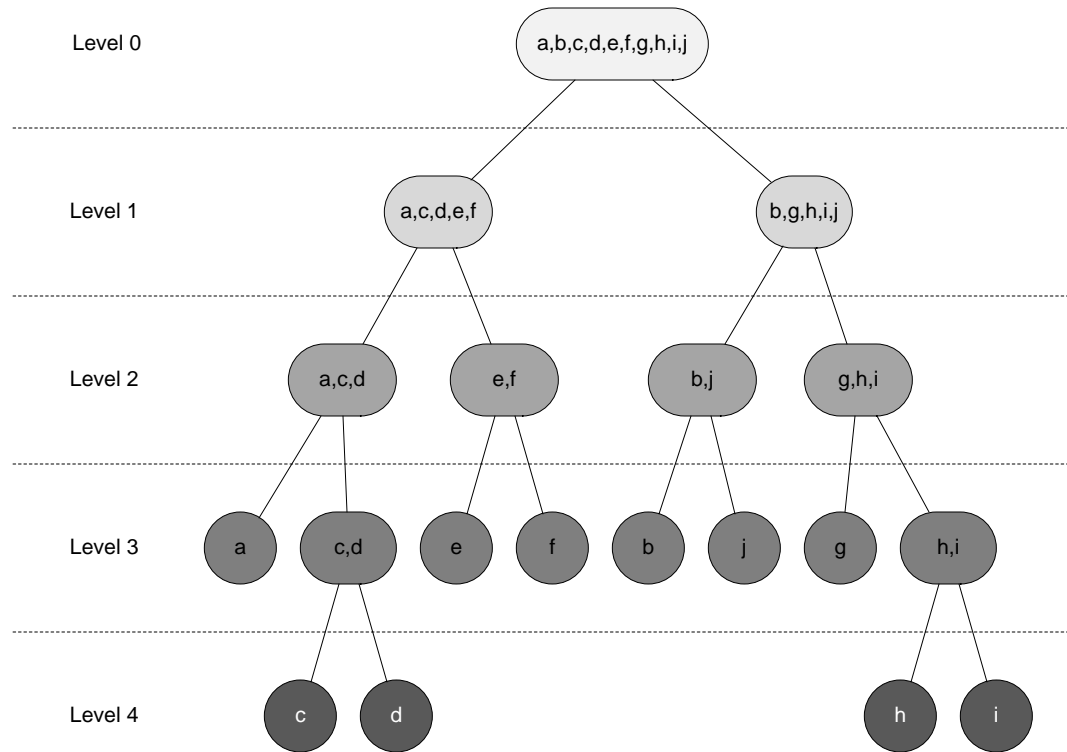 Level 0
a,b,c,d,e,f,g,h,i,j
Level 1
a,c,d,e,f
b,g,h,i,j
Level 2
a,c,d
e,f
b,j
g,h,i
Level 3
a
c,d
e
f
b
j
g
h,i
Level 4
c
d
h
i